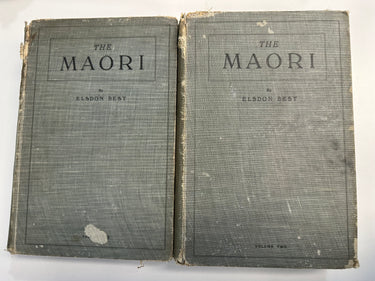 THE
MAORI
By
ELSDON BEST
THE
MAORI
By
ELSDON BEST
VOLUME TWO